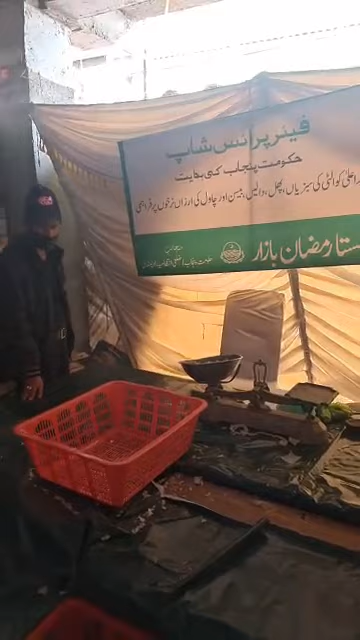 فیئر پرائس شاپ
حکومت پنجاب کی ہدایت
اعلیٰ کوالٹی کی سبزیاں، پھل، دالیں، بیسن اور چاول کی ارزاں نرخوں پر فراہمی
سستا رمضان بازار